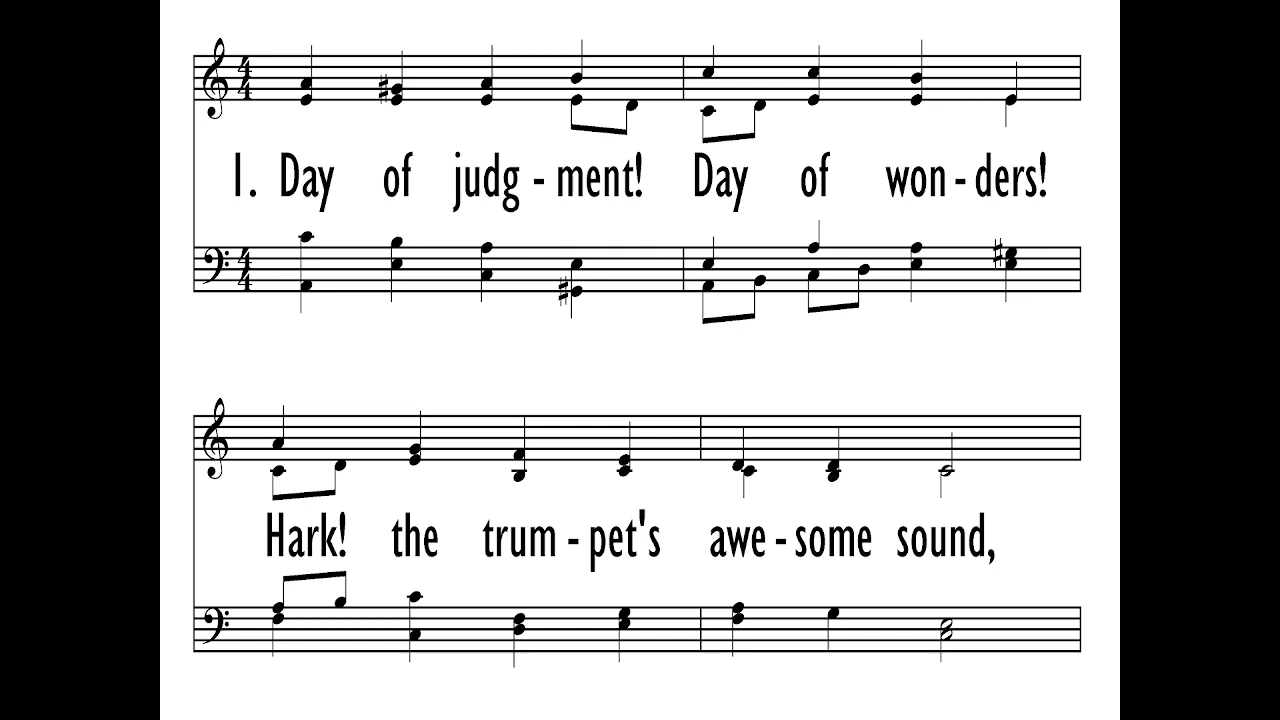 1. Day of judg - ment! Day of won - ders!
Hark! the trum - pet's awe - some sound,